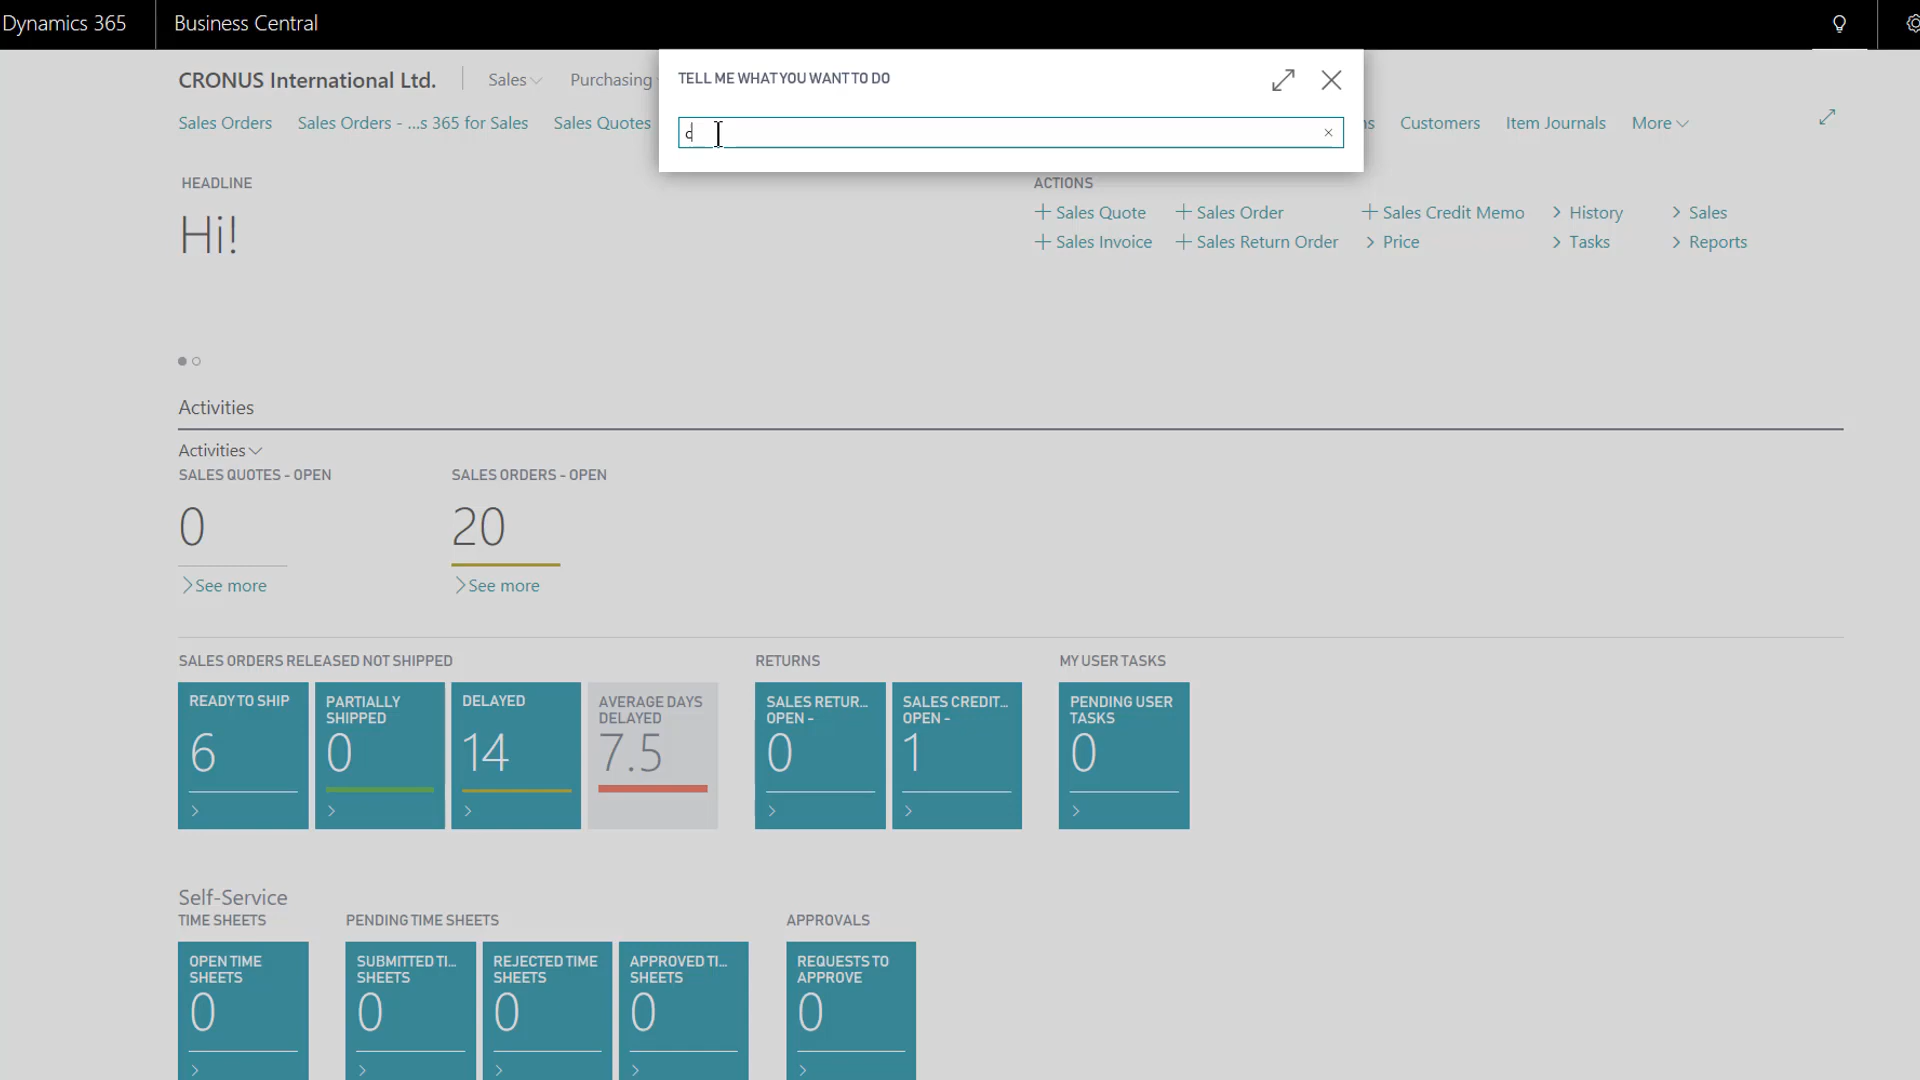 Dynamics 365 Business Central
CRONUS International Ltd. Sales Purchasing
TELL ME WHAT YOU WANT TO DO
c
Sales Orders Sales Orders - ...s 365 for Sales Sales Quotes Customers Item Journals More
HEADLINE
Hi!
ACTIONS
+ Sales Quote + Sales Order + Sales Credit Memo > History > Sales
+ Sales Invoice + Sales Return Order > Price > Tasks > Reports
Activities
Activities
SALES QUOTES - OPEN SALES ORDERS - OPEN
0 20
> See more > See more
SALES ORDERS RELEASED NOT SHIPPED RETURNS MY USER TASKS
READY TO SHIP
6
PARTIALLY
SHIPPED
0
DELAYED
14
AVERAGE DAYS
DELAYED
7.5
SALES RETUR...
OPEN -
0
SALES CREDIT...
OPEN -
1
PENDING USER
TASKS
0
Self-Service
TIME SHEETS PENDING TIME SHEETS APPROVALS
OPEN TIME
SHEETS
0
SUBMITTED TI...
SHEETS
0
REJECTED TIME
SHEETS
0
APPROVED TI...
SHEETS
0
REQUESTS TO
APPROVE
0